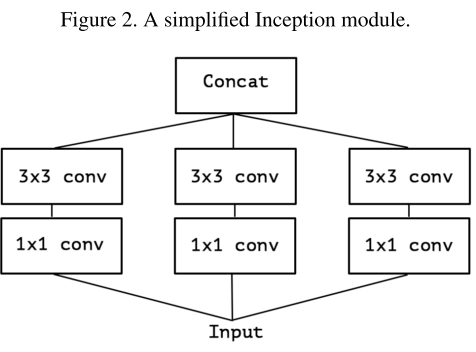 Figure 2. A simplified Inception module.
Concat
3x3 conv 3x3 conv 3x3 conv
1x1 conv 1x1 conv 1x1 conv
Input